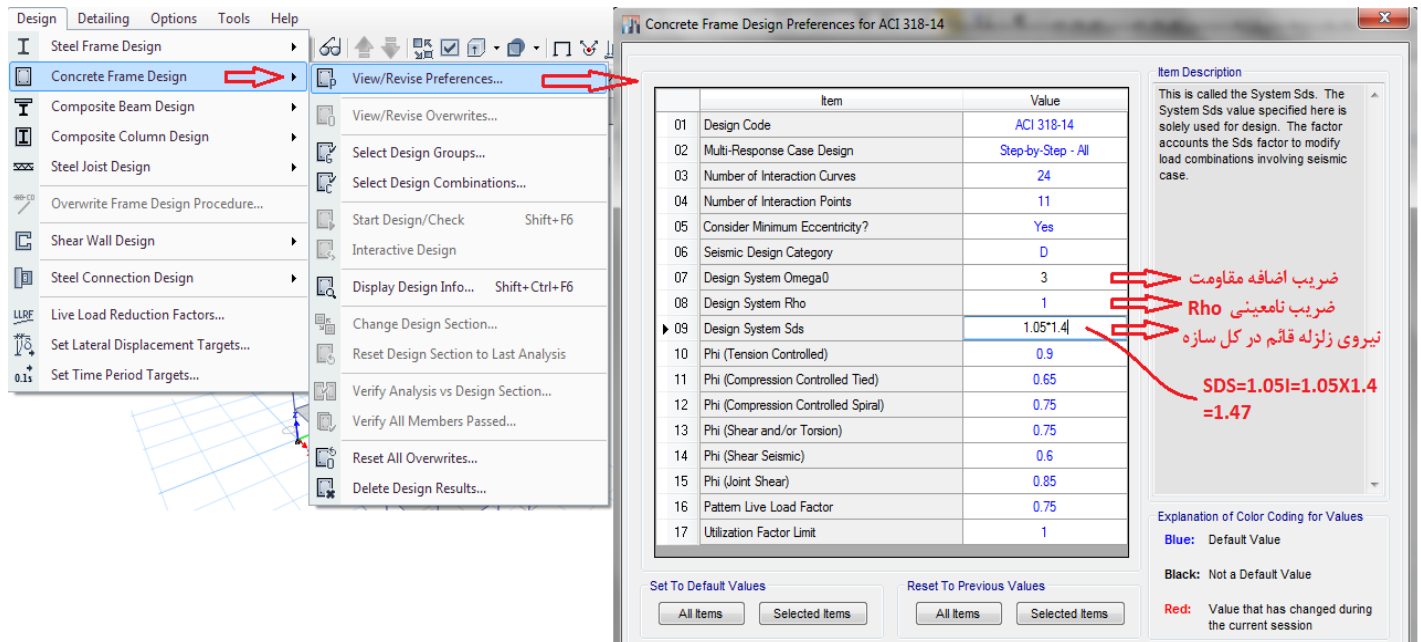 Design Detailing Options Tools Help
Steel Frame Design
Concrete Frame Design
Composite Beam Design
Composite Column Design
Steel Joist Design
Overwrite Frame Design Procedure...
Shear Wall Design
Steel Connection Design
LLRF Live Load Reduction Factors...
Set Lateral Displacement Targets...
0.1s Set Time Period Targets...
View/Revise Preferences...
View/Revise Overwrites...
Select Design Groups...
Select Design Combinations...
Start Design/Check Shift+F6
Interactive Design
Display Design Info... Shift+Ctrl+F6
Change Design Section...
Reset Design Section to Last Analysis
Verify Analysis vs Design Section...
Verify All Members Passed...
Reset All Overwrites...
Delete Design Results...
Concrete Frame Design Preferences for ACI 318-14
Item Value
01 Design Code ACI 318-14
02 Multi-Response Case Design Step-by-Step - All
03 Number of Interaction Curves 24
04 Number of Interaction Points 11
05 Consider Minimum Eccentricity? Yes
06 Seismic Design Category D
07 Design System Omega0 3
08 Design System Rho 1
09 Design System Sds 1.05*1.4
10 Phi (Tension Controlled) 0.9
11 Phi (Compression Controlled Tied) 0.65
12 Phi (Compression Controlled Spiral) 0.75
13 Phi (Shear and/or Torsion) 0.75
14 Phi (Shear Seismic) 0.6
15 Phi (Joint Shear) 0.85
16 Pattern Live Load Factor 0.75
17 Utilization Factor Limit 1
ضریب اضافه مقاومت
ضریب نامعینی Rho
نیروی زلزله قائم در کل سازه
SDS=1.05I=1.05X1.4
=1.47
Item Description
This is called the System Sds. The
System Sds value specified here is
solely used for design. The factor
accounts the Sds factor to modify
load combinations involving seismic
case.
Explanation of Color Coding for Values
Blue: Default Value
Black: Not a Default Value
Red: Value that has changed during
the current session
Set To Default Values
All Items Selected Items
Reset To Previous Values
All Items Selected Items